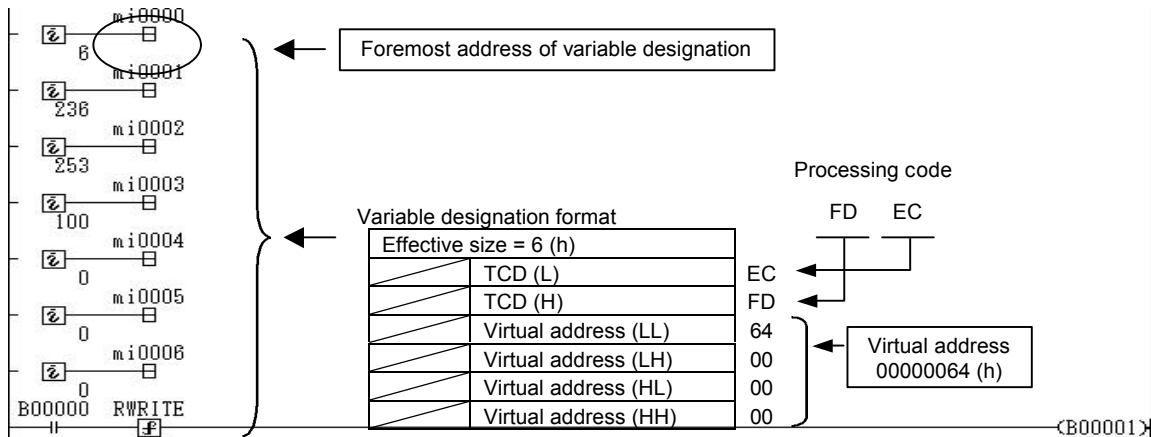 mi0000
i
6
mi0001
i
236
mi0002
i
253
mi0003
i
100
mi0004
i
0
mi0005
i
0
mi0006
i
0
B00000 RWRITE
f
(B00001)
Foremost address of variable designation
Processing code
FD EC
Variable designation format
Effective size = 6 (h)
TCD (L) EC
TCD (H) FD
Virtual address (LL) 64
Virtual address (LH) 00
Virtual address (HL) 00
Virtual address (HH) 00
Virtual address
00000064 (h)